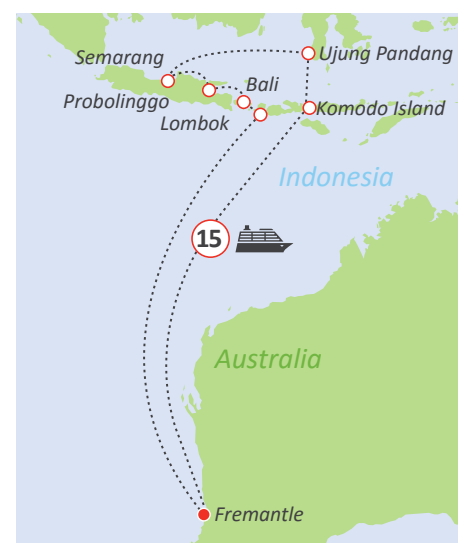 Semarang
Ujung Pandang
Probolinggo
Bali
Lombok
Komodo Island
Indonesia
15
Australia
Fremantle